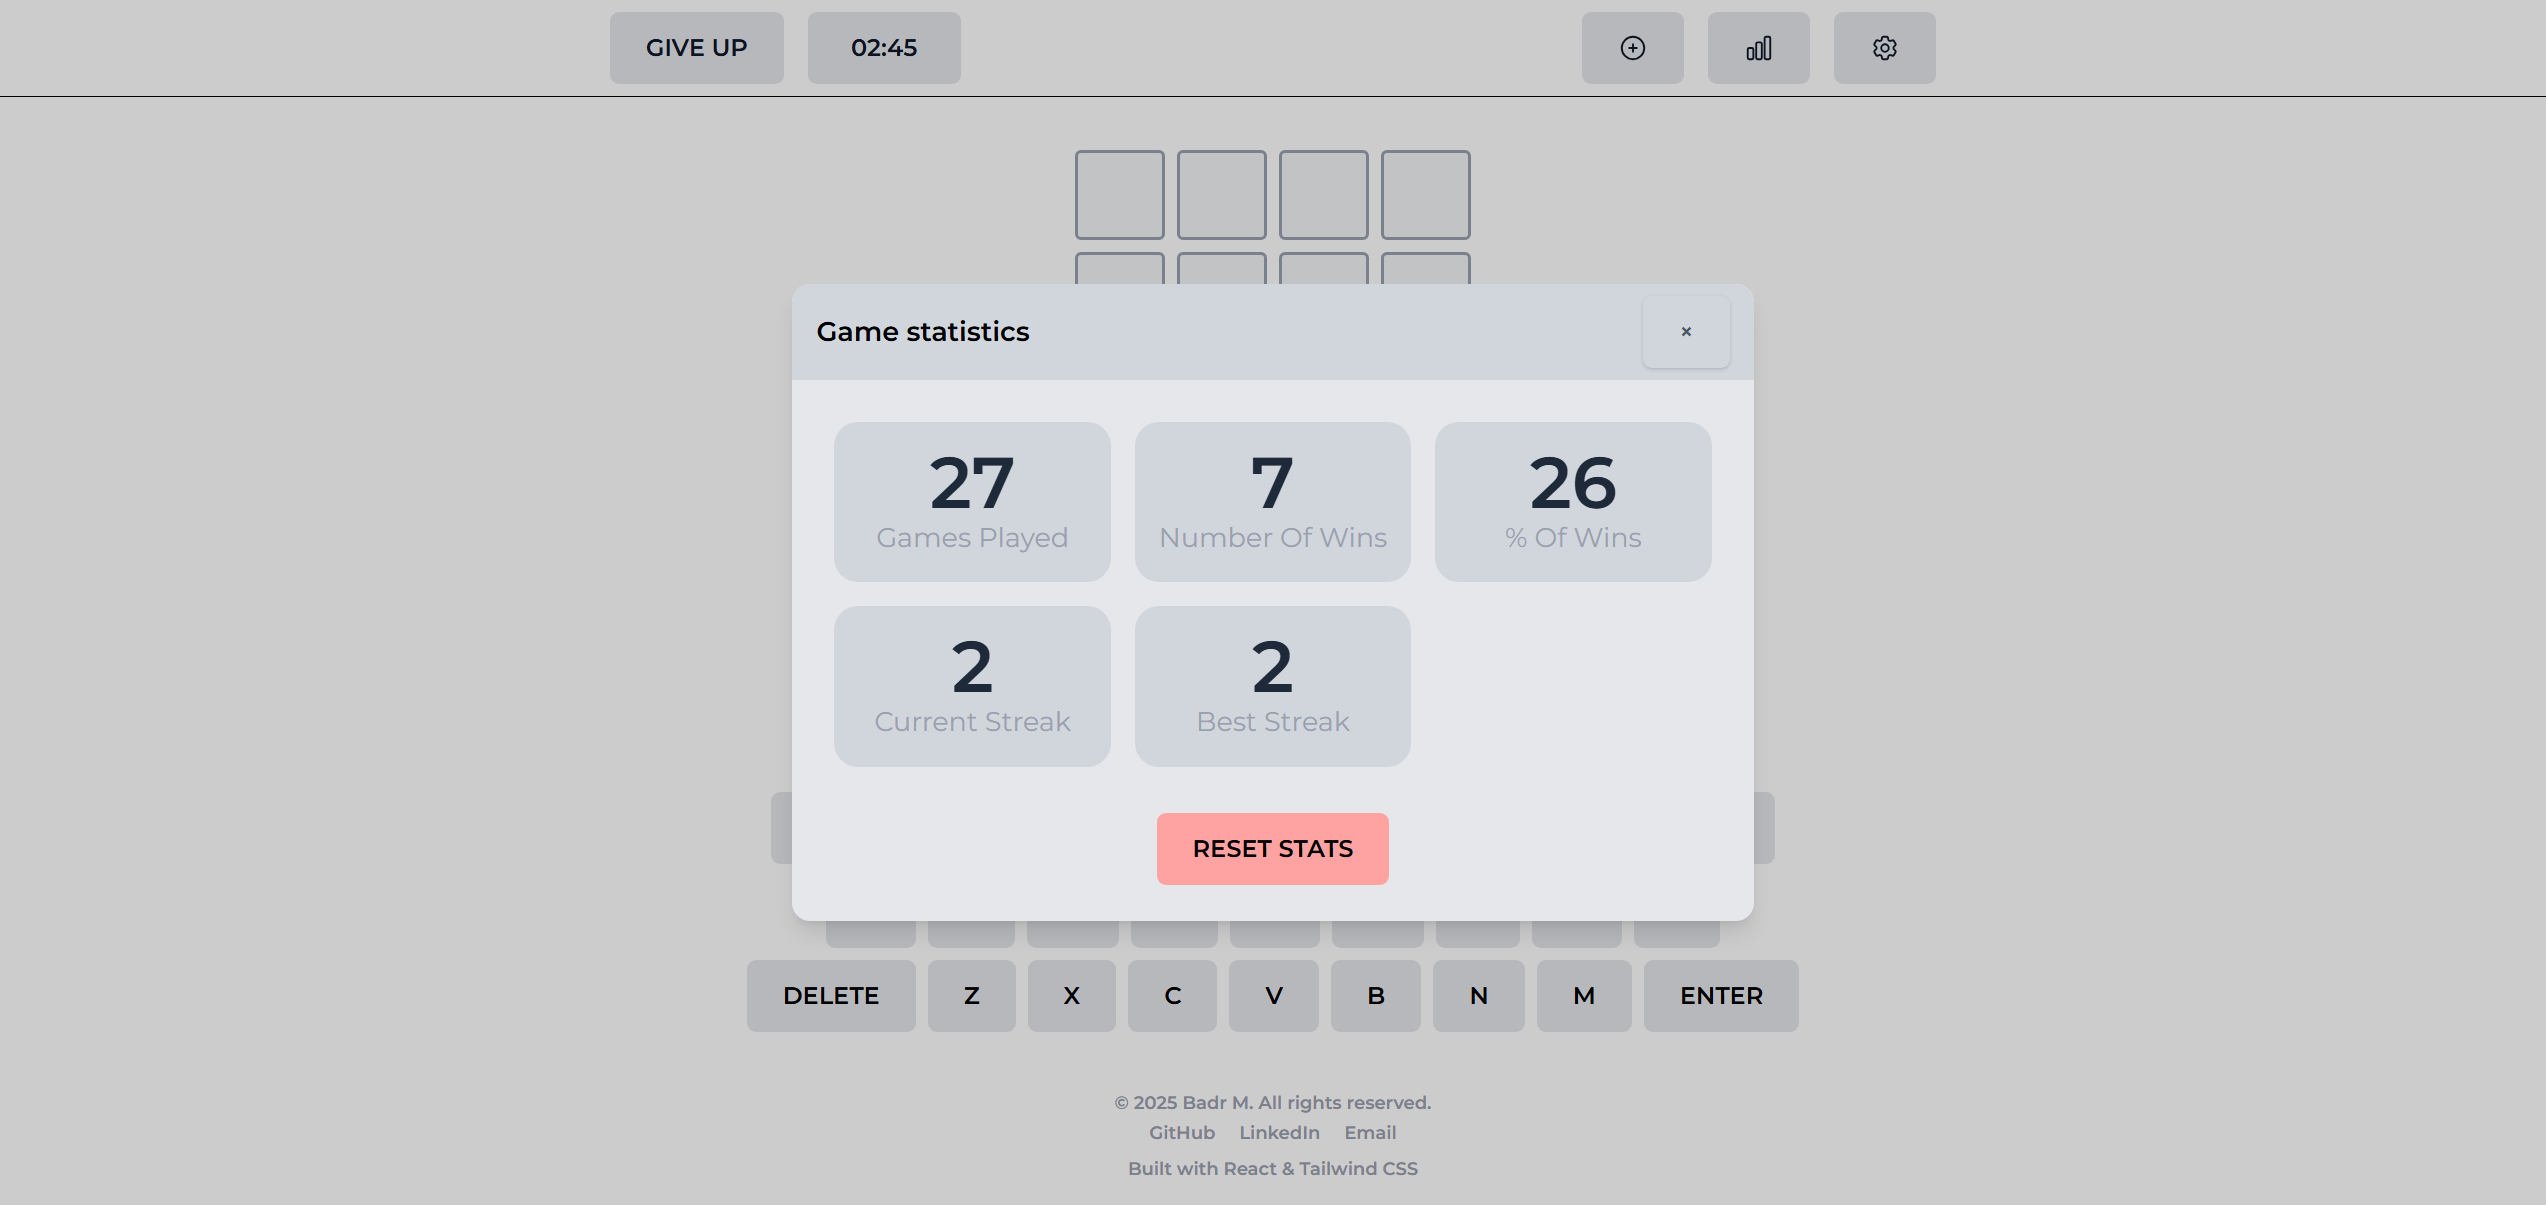 GIVE UP 02:45
Game statistics ×
27 7 26
Games Played Number Of Wins % Of Wins
2 2
Current Streak Best Streak
RESET STATS
DELETE Z X C V B N M ENTER
© 2025 Badr M. All rights reserved.
GitHub LinkedIn Email
Built with React & Tailwind CSS